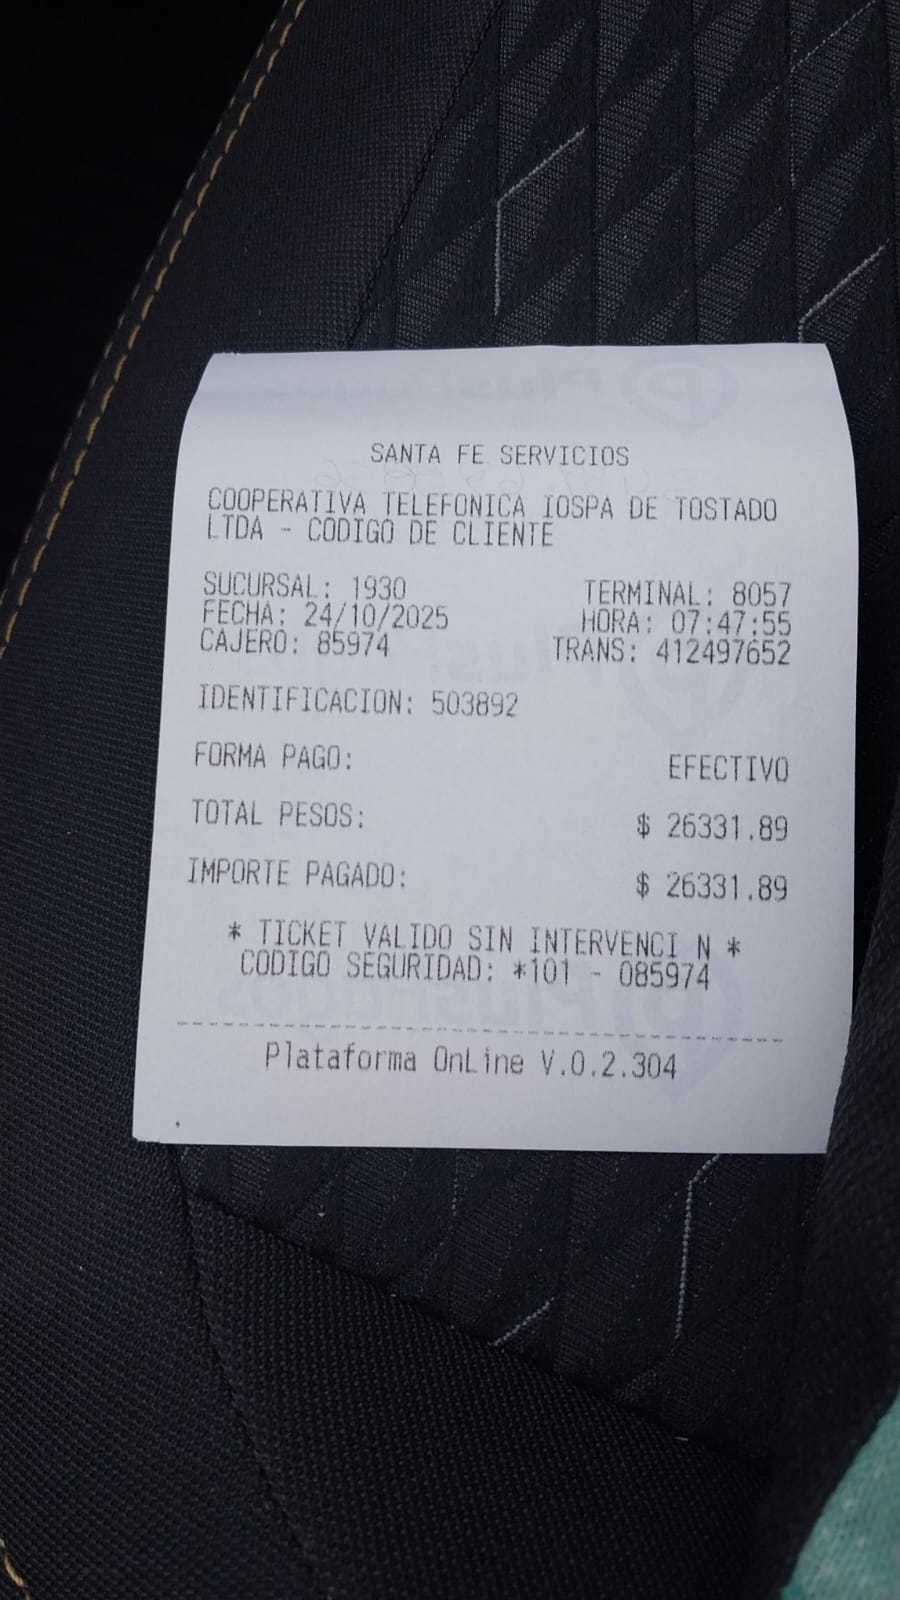 SANTA FE SERVICIOS
COOPERATIVA TELEFONICA IOSPA DE TOSTADO
LTDA - CODIGO DE CLIENTE
SUCURSAL: 1930 TERMINAL: 8057
FECHA: 24/10/2025 HORA: 07:47:55
CAJERO: 85974 TRANS: 412497652
IDENTIFICACION: 503892
FORMA PAGO: EFECTIVO
TOTAL PESOS: $ 26331.89
IMPORTE PAGADO: $ 26331.89
* TICKET VALIDO SIN INTERVENCI N *
CODIGO SEGURIDAD: *101 - 085974
Plataforma OnLine V.0.2.304